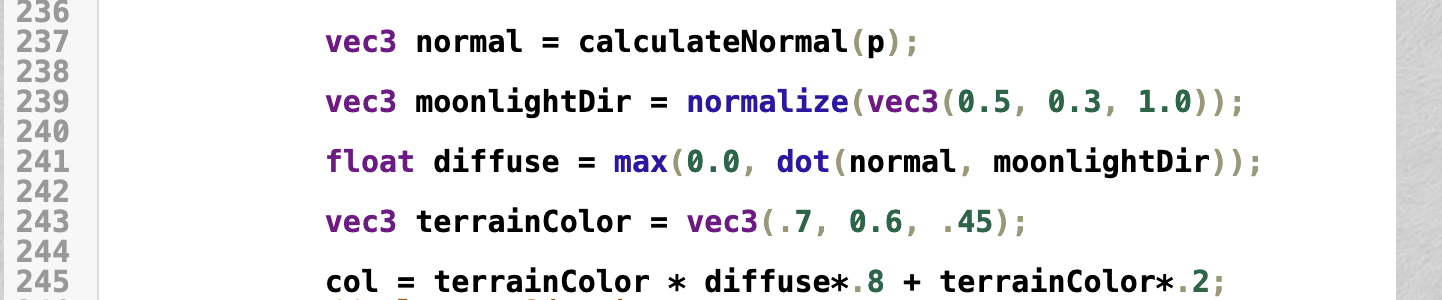 236
237 vec3 normal = calculateNormal(p);
238
239 vec3 moonlightDir = normalize(vec3(0.5, 0.3, 1.0));
240
241 float diffuse = max(0.0, dot(normal, moonlightDir));
242
243 vec3 terrainColor = vec3(.7, 0.6, .45);
244
245 col = terrainColor * diffuse*.8 + terrainColor*.2;